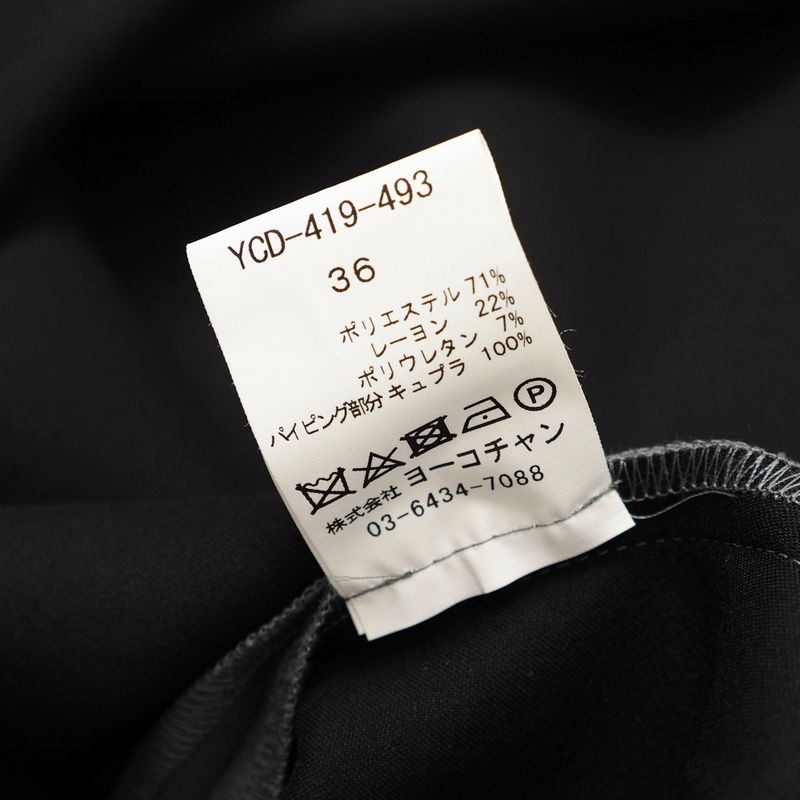 YCD-419-493
36
ポリエステル 71%
レーヨン 22%
ポリウレタン 7%
パイピング部分 キュプラ 100%
P
株式会社 ヨーコチャン
03-6434-7088